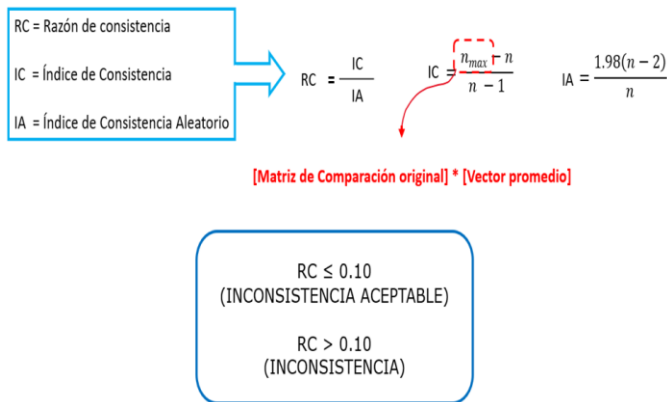 RC = Razón de consistencia
IC = Índice de Consistencia
IA = Índice de Consistencia Aleatorio
RC = IC / IA
IC = n_max - n / n - 1
IA = 1.98(n - 2) / n
[Matriz de Comparación original] * [Vector promedio]
RC ≤ 0.10
(INCONSISTENCIA ACEPTABLE)
RC > 0.10
(INCONSISTENCIA)